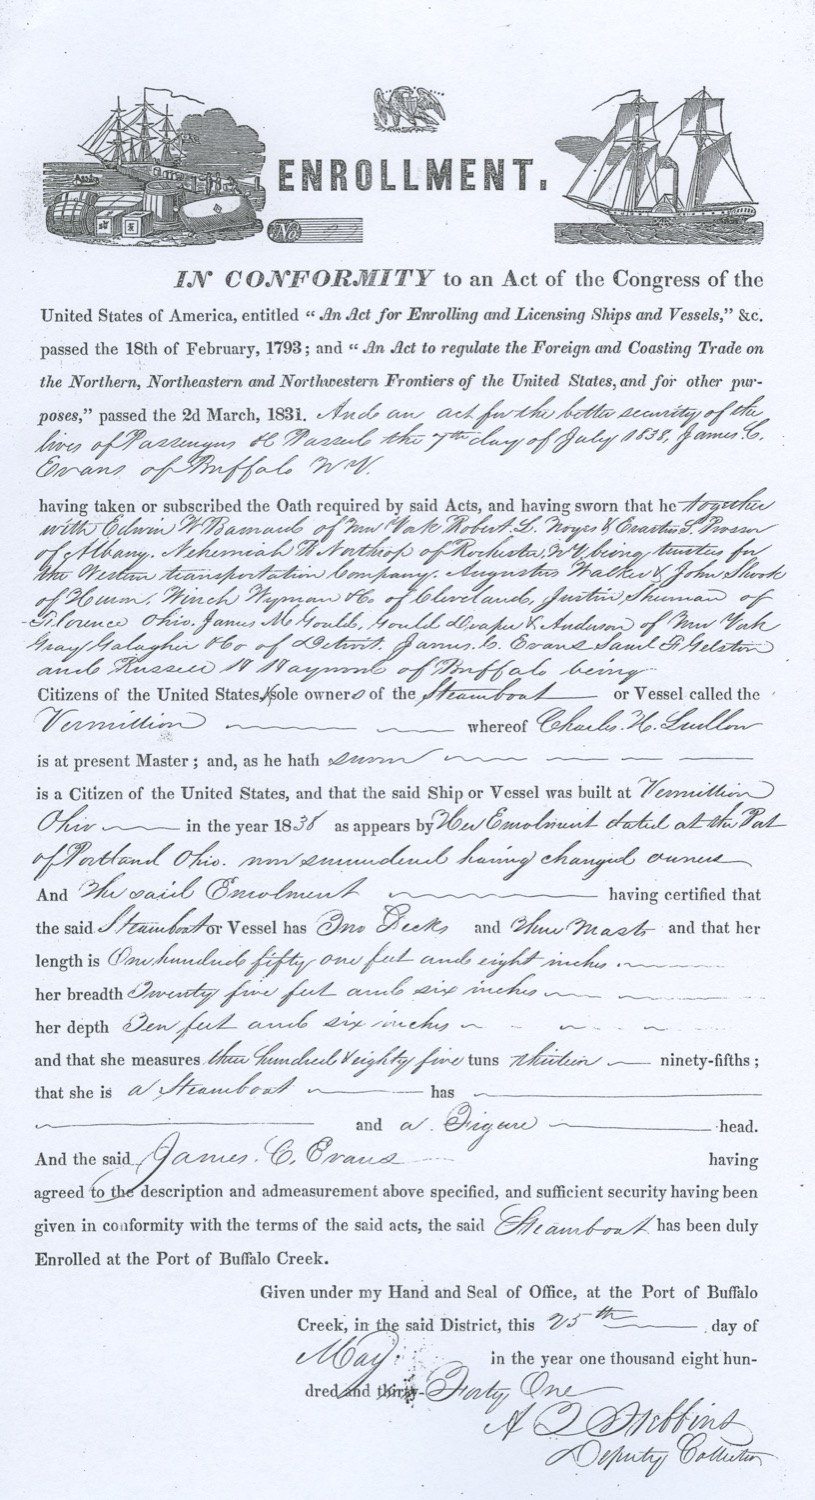 ENROLLMENT.
No.
IN CONFORMITY to an Act of the Congress of the
United States of America, entitled “An Act for Enrolling and Licensing Ships and Vessels,” &c.
passed the 18th of February, 1793; and “An Act to regulate the Foreign and Coasting Trade on
the Northern, Northeastern and Northwestern Frontiers of the United States, and for other pur-
poses,” passed the 2d March, 1831. And an act for the better security of the
lives of Passengers &c Passed the 7th day of July 1838, James C.
Evans of Buffalo N.Y.
having taken or subscribed the Oath required by said Acts, and having sworn that he together
with Edwin W Barnard of New York Robert L. Noyes & Erastus S. Prosser
of Albany. Nehemiah Northrop of Rochester, N.Y. being trustees for
the Western transportation Company. Augustus Walker & John Shook
of Huron, Winch Wyman & Co of Cleveland, Justin Sherman of
Florence Ohio, James McGould, Gould Draper & Anderson of New York
Gray Galagher & Co of Detroit. James. C. Evans Saml F Gelston
and Russell H Haywood of Buffalo being
Citizens of the United States, sole owners of the Steamboat or Vessel called the
Vermillion whereof Charles. H. Ludlow
is at present Master; and, as he hath sworn
is a Citizen of the United States, and that the said Ship or Vessel was built at Vermillion
Ohio in the year 1838 as appears by Her Enrolment dated at the Port
of Portland Ohio. now surrendered having changed owners
And The said Enrolment having certified that
the said Steamboat or Vessel has Two Decks and Three Masts and that her
length is One hundred fifty one feet and eight inches.
her breadth Twenty five feet and six inches
her depth Ten feet and six inches
and that she measures three hundred & eighty five tuns thirteen ninety-fifths;
that she is a Steamboat has
and a Figure head.
And the said James. C. Evans having
agreed to the description and admeasurement above specified, and sufficient security having been
given in conformity with the terms of the said acts, the said Steamboat has been duly
Enrolled at the Port of Buffalo Creek.
Given under my Hand and Seal of Office, at the Port of Buffalo
Creek, in the said District, this 25th day of
May. in the year one thousand eight hun-
dred and thirty- Forty One
A Q Stebbins
Deputy Collector